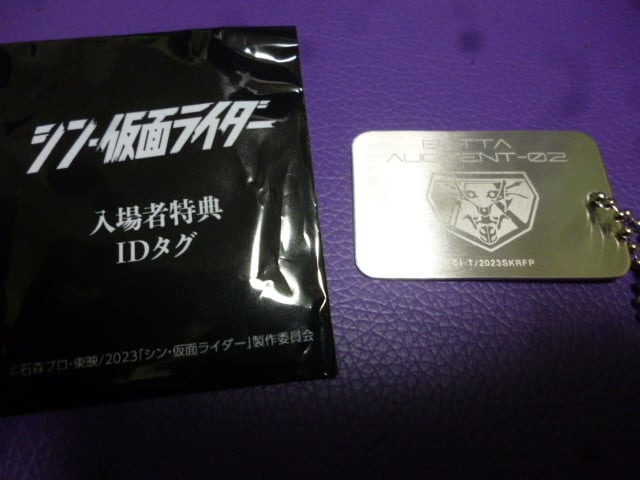 シン・仮面ライダー
入場者特典
IDタグ
©石森プロ・東映/2023「シン・仮面ライダー」製作委員会
BATTA
AUGMENT-02
©I・T/2023SKRFP